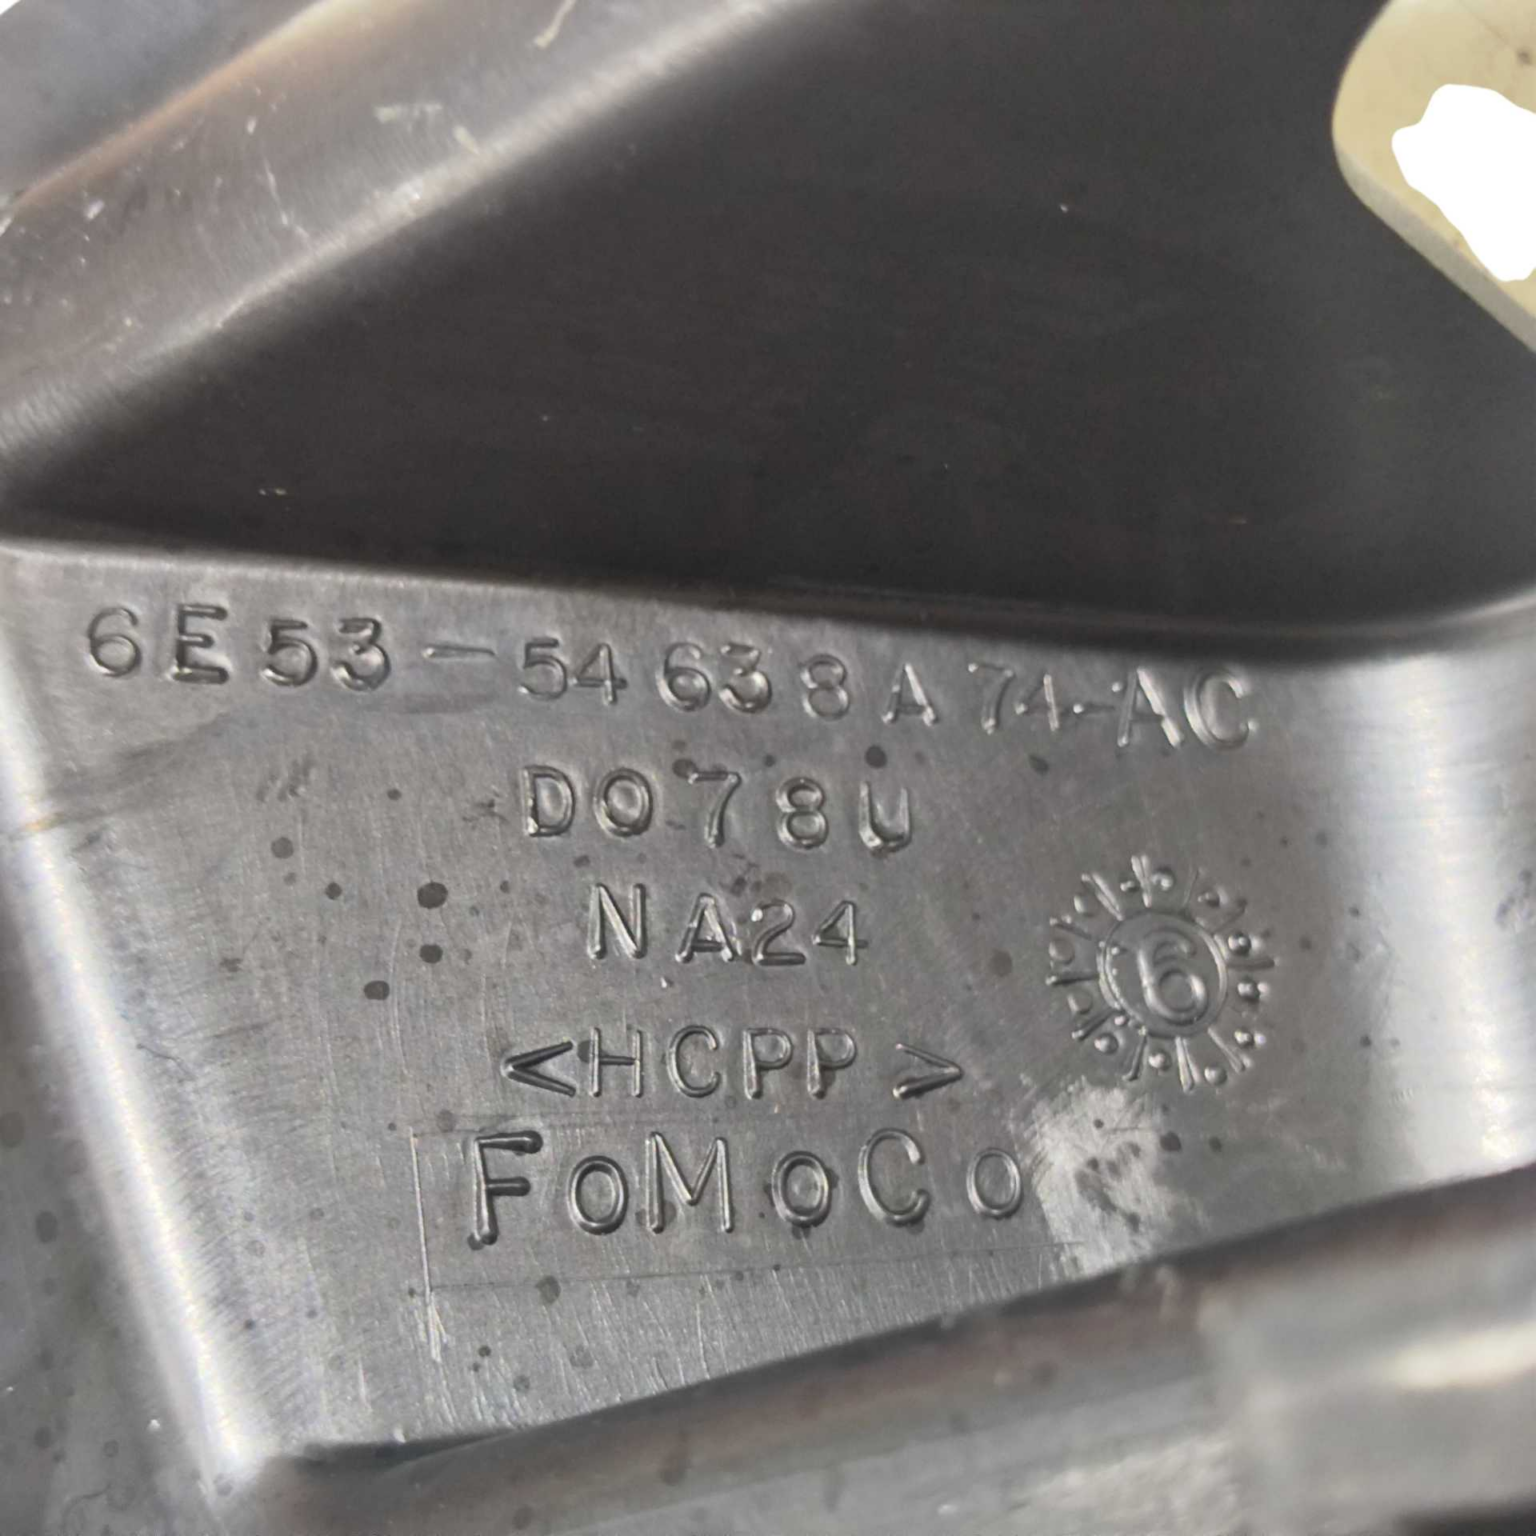 6E53-54638A74-AC
D078U
NA24
6
<HCPP>
FoMoCo